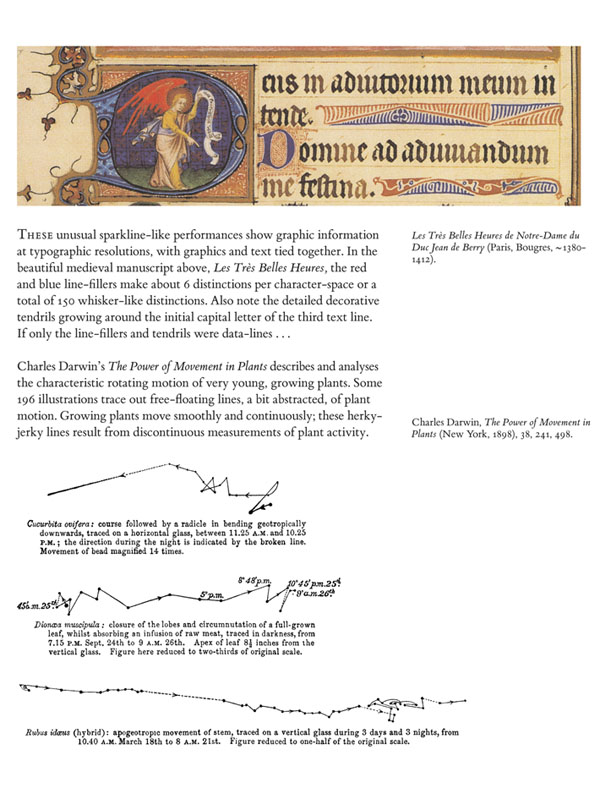 Deus in adiutorium meum in
tende.
Domine ad adiuuandum
me festina.
THESE unusual sparkline-like performances show graphic information
at typographic resolutions, with graphics and text tied together. In the
beautiful medieval manuscript above, Les Très Belles Heures, the red
and blue line-fillers make about 6 distinctions per character-space or a
total of 150 whisker-like distinctions. Also note the detailed decorative
tendrils growing around the initial capital letter of the third text line.
If only the line-fillers and tendrils were data-lines . . .
Les Très Belles Heures de Notre-Dame du
Duc Jean de Berry (Paris, Bougres, ~1380-
1412).
Charles Darwin's The Power of Movement in Plants describes and analyses
the characteristic rotating motion of very young, growing plants. Some
196 illustrations trace out free-floating lines, a bit abstracted, of plant
motion. Growing plants move smoothly and continuously; these herky-
jerky lines result from discontinuous measurements of plant activity.
Charles Darwin, The Power of Movement in
Plants (New York, 1898), 38, 241, 498.
Cucurbita ovifera: course followed by a radicle in bending geotropically
downwards, traced on a horizontal glass, between 11.25 A.M. and 10.25
P.M.; the direction during the night is indicated by the broken line.
Movement of bead magnified 14 times.
8° 48' p.m.
10° 45' p.m. 25th
5° p.m.
9° a.m. 26th
Dionæa muscipula: closure of the lobes and circumnutation of a full-grown
leaf, whilst absorbing an infusion of raw meat, traced in darkness, from
7.15 P.M. Sept. 24th to 9 A.M. 26th. Apex of leaf 8½ inches from the
vertical glass. Figure here reduced to two-thirds of original scale.
Rubus idæus (hybrid): apogeotropic movement of stem, traced on a vertical glass during 3 days and 3 nights, from
10.40 A.M. March 18th to 8 A.M. 21st. Figure reduced to one-half of the original scale.